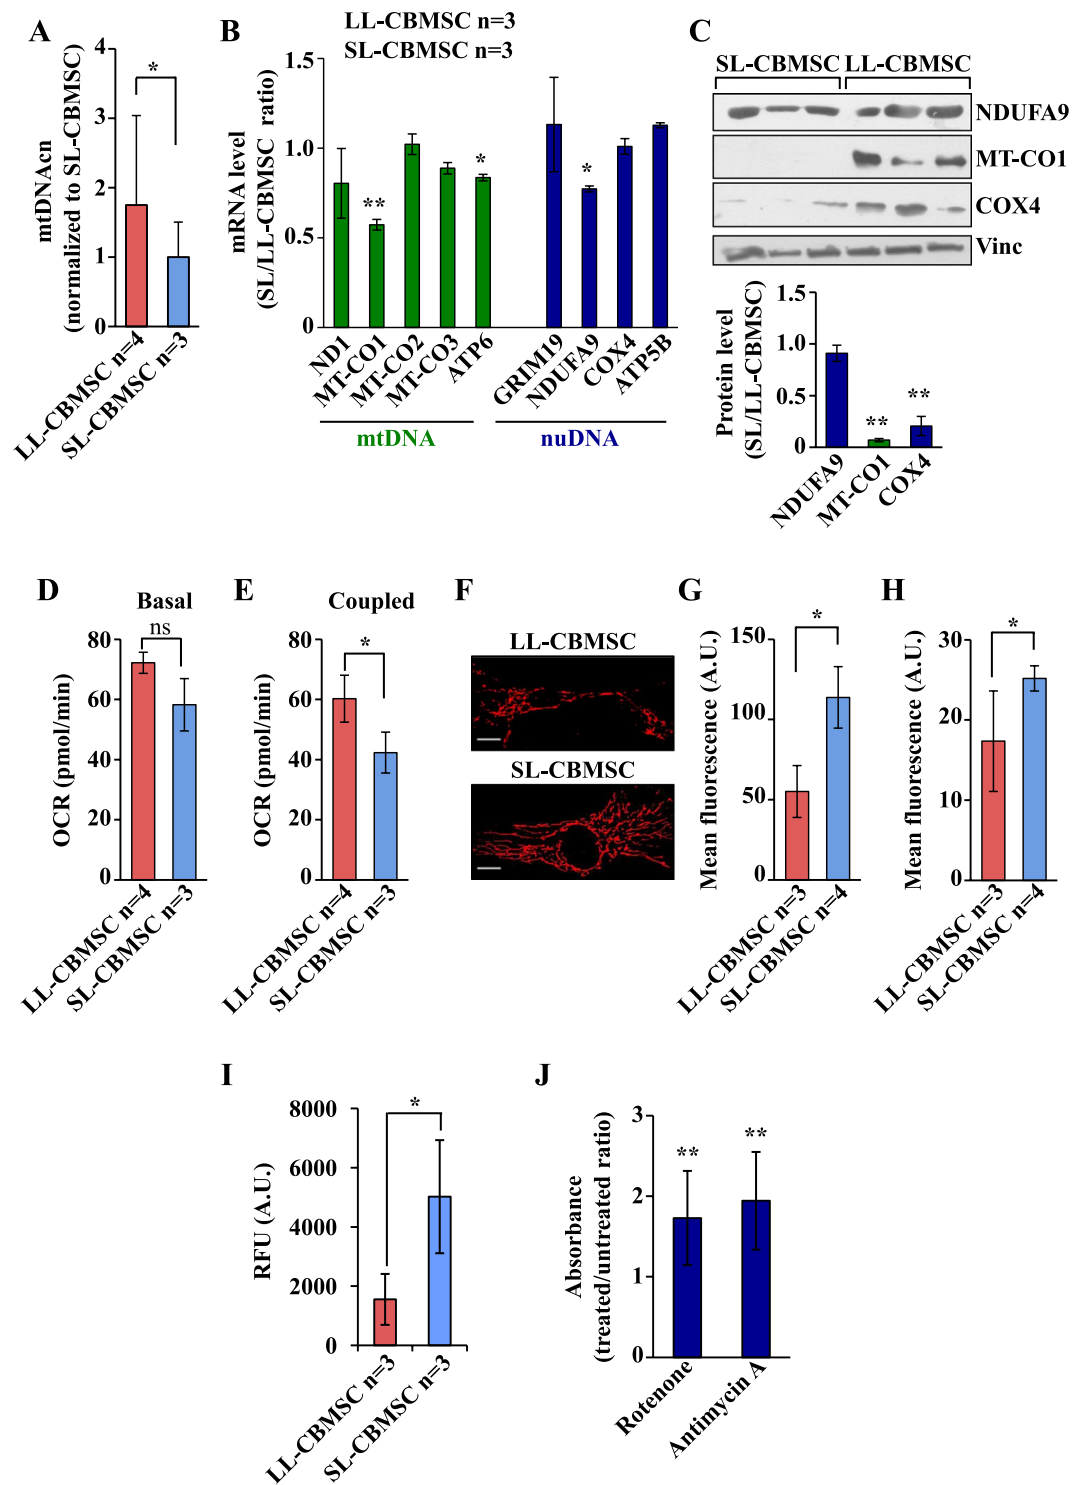 A
mtDNAcn
(normalized to SL-CBMSC)
4
3
2
1
0
*
LL-CBMSC n=4
SL-CBMSC n=3
B
LL-CBMSC n=3
SL-CBMSC n=3
mRNA level
(SL/LL-CBMSC ratio)
1.5
1.0
0.5
0
**
*
*
ND1
MT-CO1
MT-CO2
MT-CO3
ATP6
GRIM19
NDUFA9
COX4
ATP5B
mtDNA
nuDNA
C
SL-CBMSC LL-CBMSC
NDUFA9
MT-CO1
COX4
Vinc
Protein level
(SL/LL-CBMSC)
1.5
1.0
0.5
0
**
**
NDUFA9
MT-CO1
COX4
D
Basal
OCR (pmol/min)
80
60
40
20
0
ns
LL-CBMSC n=4
SL-CBMSC n=3
E
Coupled
OCR (pmol/min)
80
60
40
20
0
*
LL-CBMSC n=4
SL-CBMSC n=3
F
LL-CBMSC
SL-CBMSC
G
Mean fluorescence (A.U.)
150
100
50
0
*
LL-CBMSC n=3
SL-CBMSC n=4
H
Mean fluorescence (A.U.)
30
20
10
0
*
LL-CBMSC n=3
SL-CBMSC n=4
I
RFU (A.U.)
8000
6000
4000
2000
0
*
LL-CBMSC n=3
SL-CBMSC n=3
J
Absorbance
(treated/untreated ratio)
3
2
1
0
**
**
Rotenone
Antimycin A